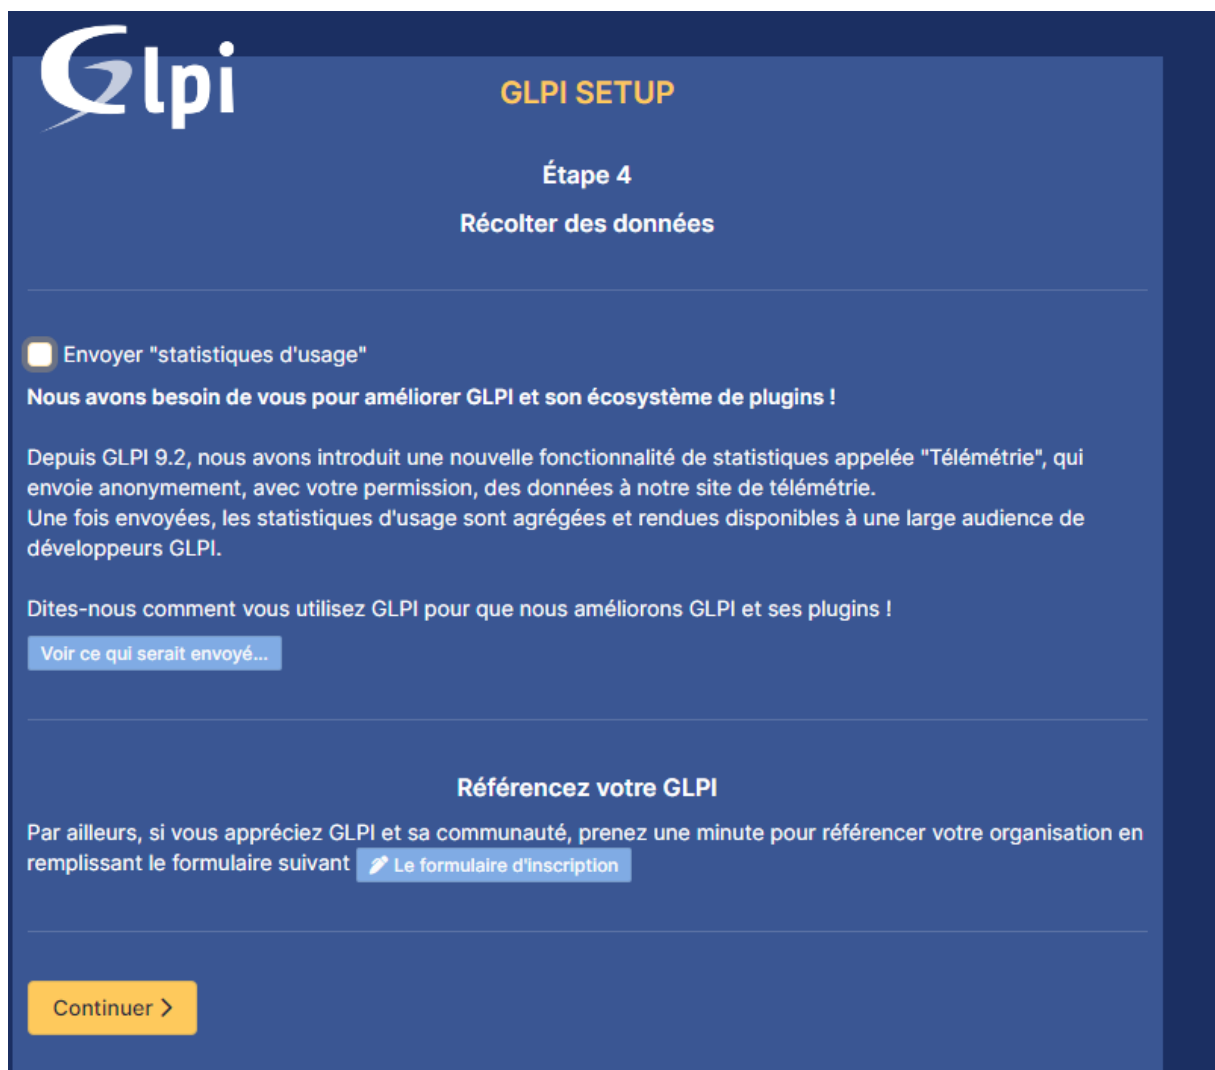 Glpi
GLPI SETUP
Étape 4
Récolter des données
Envoyer "statistiques d'usage"
Nous avons besoin de vous pour améliorer GLPI et son écosystème de plugins !
Depuis GLPI 9.2, nous avons introduit une nouvelle fonctionnalité de statistiques appelée "Télémétrie", qui
envoie anonymement, avec votre permission, des données à notre site de télémétrie.
Une fois envoyées, les statistiques d'usage sont agrégées et rendues disponibles à une large audience de
développeurs GLPI.
Dites-nous comment vous utilisez GLPI pour que nous améliorons GLPI et ses plugins !
Voir ce qui serait envoyé...
Référencez votre GLPI
Par ailleurs, si vous appréciez GLPI et sa communauté, prenez une minute pour référencer votre organisation en
remplissant le formulaire suivant Le formulaire d'inscription
Continuer >